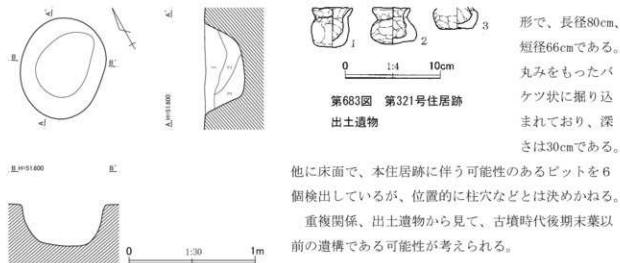 A
A'
B
B'
A H=51.600
A'
1
2
3
B H=51.600
B'
0 1:30 1m
1
2
3
0 1:4 10cm
第683図 第321号住居跡
出土遺物
形で、長径80cm、
短径66cmである。
丸みをもったバ
ケツ状に掘り込
まれており、深
さは30cmである。
他に床面で、本住居跡に伴う可能性のあるピットを6
個検出しているが、位置的に柱穴などとは決めかねる。
重複関係、出土遺物から見て、古墳時代後期末葉以
前の遺構である可能性が考えられる。